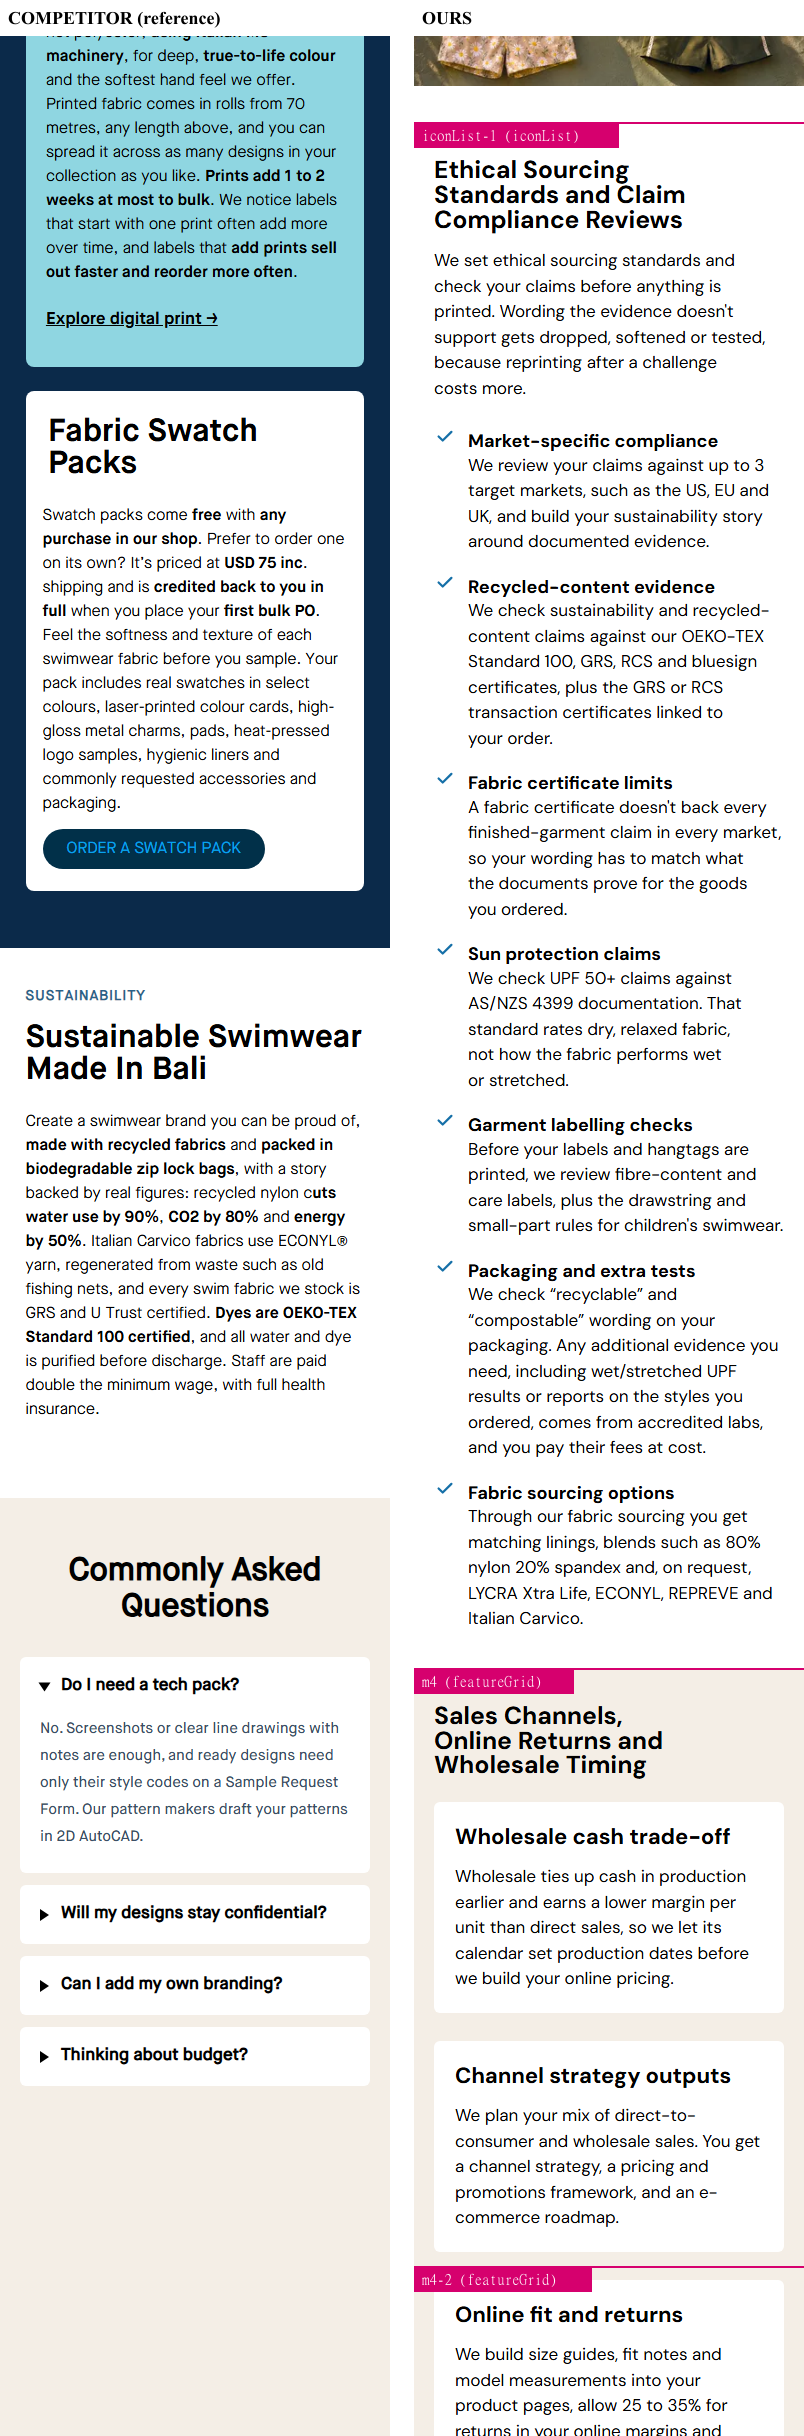 COMPETITOR (reference)
machinery, for deep, true-to-life colour
and the softest hand feel we offer.
Printed fabric comes in rolls from 70
metres, any length above, and you can
spread it across as many designs in your
collection as you like. Prints add 1 to 2
weeks at most to bulk. We notice labels
that start with one print often add more
over time, and labels that add prints sell
out faster and reorder more often.
Explore digital print →
Fabric Swatch
Packs
Swatch packs come free with any
purchase in our shop. Prefer to order one
on its own? It's priced at USD 75 inc.
shipping and is credited back to you in
full when you place your first bulk PO.
Feel the softness and texture of each
swimwear fabric before you sample. Your
pack includes real swatches in select
colours, laser-printed colour cards, high-
gloss metal charms, pads, heat-pressed
logo samples, hygienic liners and
commonly requested accessories and
packaging.
ORDER A SWATCH PACK
SUSTAINABILITY
Sustainable Swimwear
Made In Bali
Create a swimwear brand you can be proud of,
made with recycled fabrics and packed in
biodegradable zip lock bags, with a story
backed by real figures: recycled nylon cuts
water use by 90%, CO2 by 80% and energy
by 50%. Italian Carvico fabrics use ECONYL®
yarn, regenerated from waste such as old
fishing nets, and every swim fabric we stock is
GRS and U Trust certified. Dyes are OEKO-TEX
Standard 100 certified, and all water and dye
is purified before discharge. Staff are paid
double the minimum wage, with full health
insurance.
Commonly Asked
Questions
Do I need a tech pack?
No. Screenshots or clear line drawings with
notes are enough, and ready designs need
only their style codes on a Sample Request
Form. Our pattern makers draft your patterns
in 2D AutoCAD.
Will my designs stay confidential?
Can I add my own branding?
Thinking about budget?
OURS
iconList-1 (iconList)
Ethical Sourcing
Standards and Claim
Compliance Reviews
We set ethical sourcing standards and
check your claims before anything is
printed. Wording the evidence doesn't
support gets dropped, softened or tested,
because reprinting after a challenge
costs more.
Market-specific compliance
We review your claims against up to 3
target markets, such as the US, EU and
UK, and build your sustainability story
around documented evidence.
Recycled-content evidence
We check sustainability and recycled-
content claims against our OEKO-TEX
Standard 100, GRS, RCS and bluesign
certificates, plus the GRS or RCS
transaction certificates linked to
your order.
Fabric certificate limits
A fabric certificate doesn't back every
finished-garment claim in every market,
so your wording has to match what
the documents prove for the goods
you ordered.
Sun protection claims
We check UPF 50+ claims against
AS/NZS 4399 documentation. That
standard rates dry, relaxed fabric,
not how the fabric performs wet
or stretched.
Garment labelling checks
Before your labels and hangtags are
printed, we review fibre-content and
care labels, plus the drawstring and
small-part rules for children's swimwear.
Packaging and extra tests
We check “recyclable” and
“compostable” wording on your
packaging. Any additional evidence you
need, including wet/stretched UPF
results or reports on the styles you
ordered, comes from accredited labs,
and you pay their fees at cost.
Fabric sourcing options
Through our fabric sourcing you get
matching linings, blends such as 80%
nylon 20% spandex and, on request,
LYCRA Xtra Life, ECONYL, REPREVE and
Italian Carvico.
m4 (featureGrid)
Sales Channels,
Online Returns and
Wholesale Timing
Wholesale cash trade-off
Wholesale ties up cash in production
earlier and earns a lower margin per
unit than direct sales, so we let its
calendar set production dates before
we build your online pricing.
Channel strategy outputs
We plan your mix of direct-to-
consumer and wholesale sales. You get
a channel strategy, a pricing and
promotions framework, and an e-
commerce roadmap.
m4-2 (featureGrid)
Online fit and returns
We build size guides, fit notes and
model measurements into your
product pages, allow 25 to 35% for
returns in your online margins and